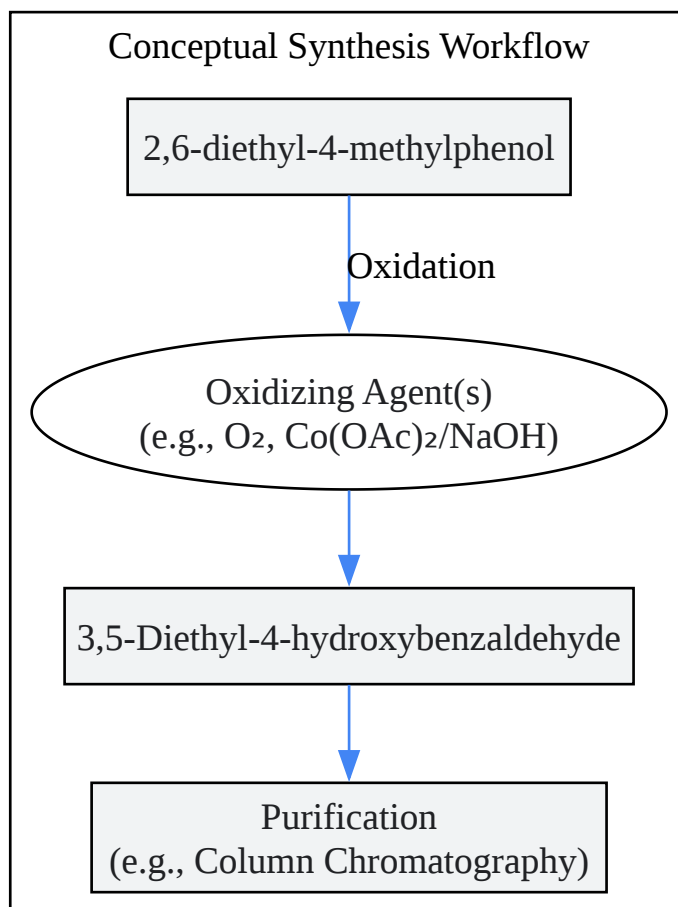 Conceptual Synthesis Workflow
2,6-diethyl-4-methylphenol
Oxidation
Oxidizing Agent(s)
(e.g., O₂, Co(OAc)₂/NaOH)
3,5-Diethyl-4-hydroxybenzaldehyde
Purification
(e.g., Column Chromatography)